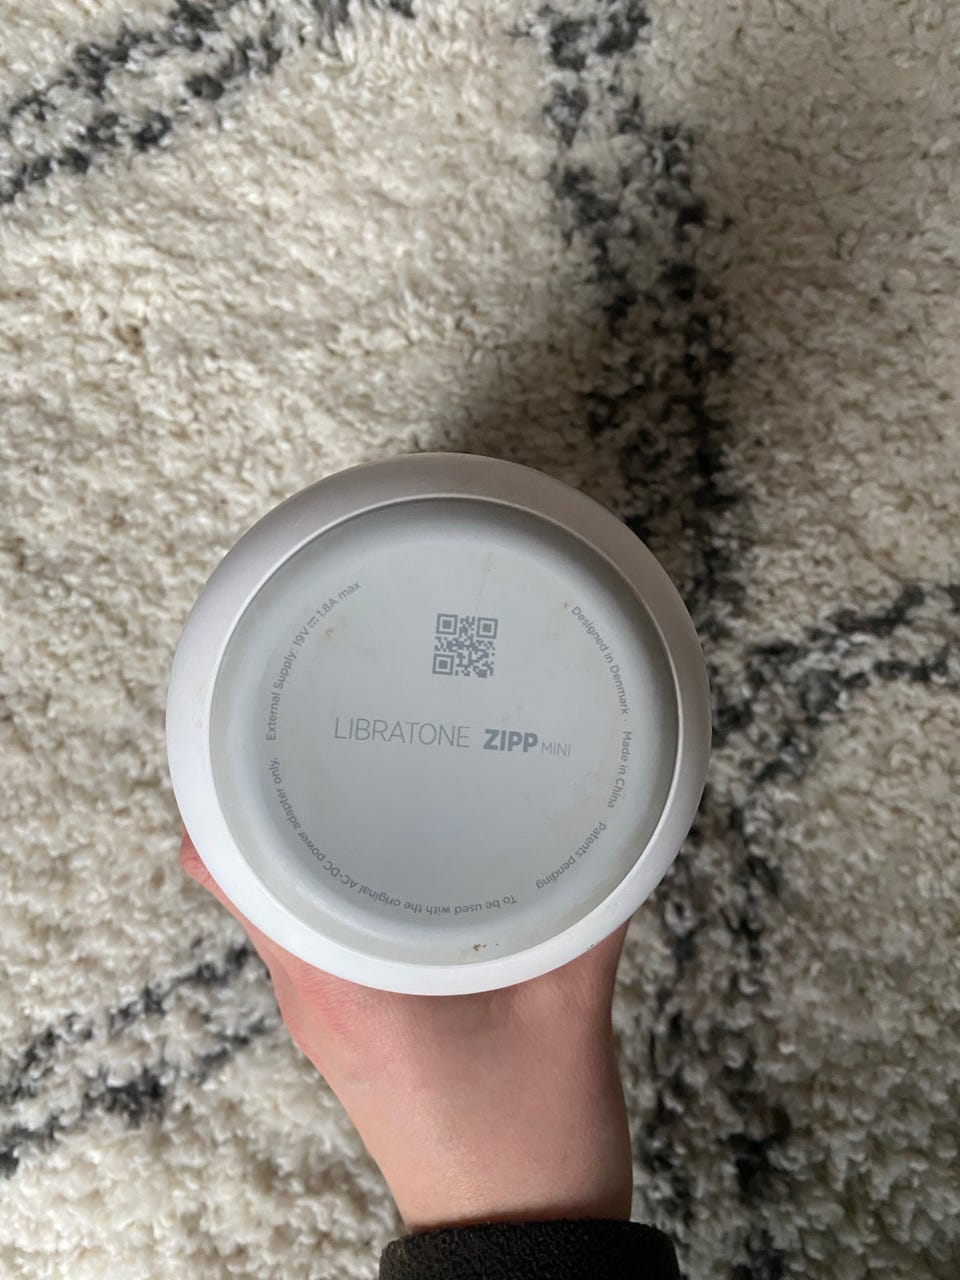 LIBRATONE ZIPP MINI
Designed in Denmark · Made in China
Patents pending
To be used with the original AC-DC power adapter only.
External Supply: 19V ⎓ 1.8A max